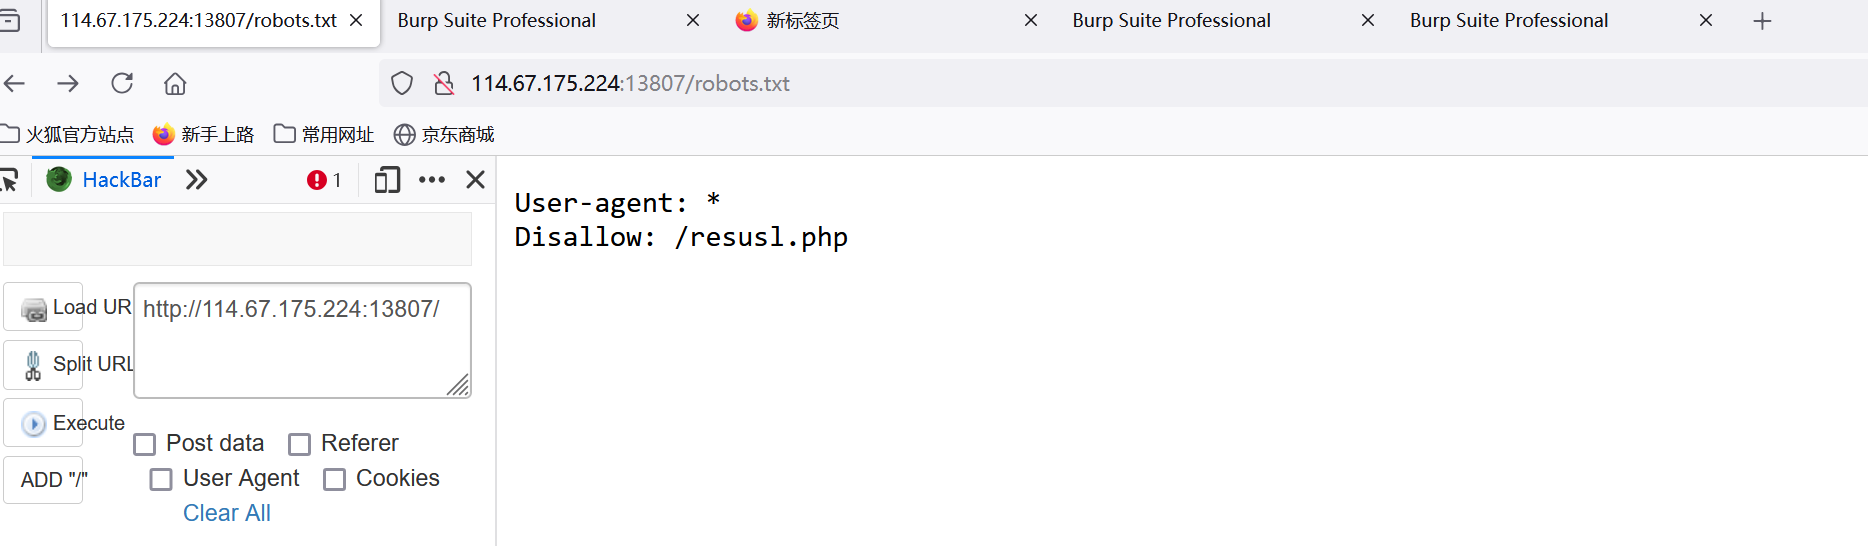 114.67.175.224:13807/robots.txt
Burp Suite Professional
新标签页
Burp Suite Professional
Burp Suite Professional
114.67.175.224:13807/robots.txt
火狐官方站点
新手上路
常用网址
京东商城
HackBar
1
User-agent: *
Disallow: /resusl.php
Load UR
http://114.67.175.224:13807/
Split URL
Execute
Post data
Referer
ADD "/"
User Agent
Cookies
Clear All